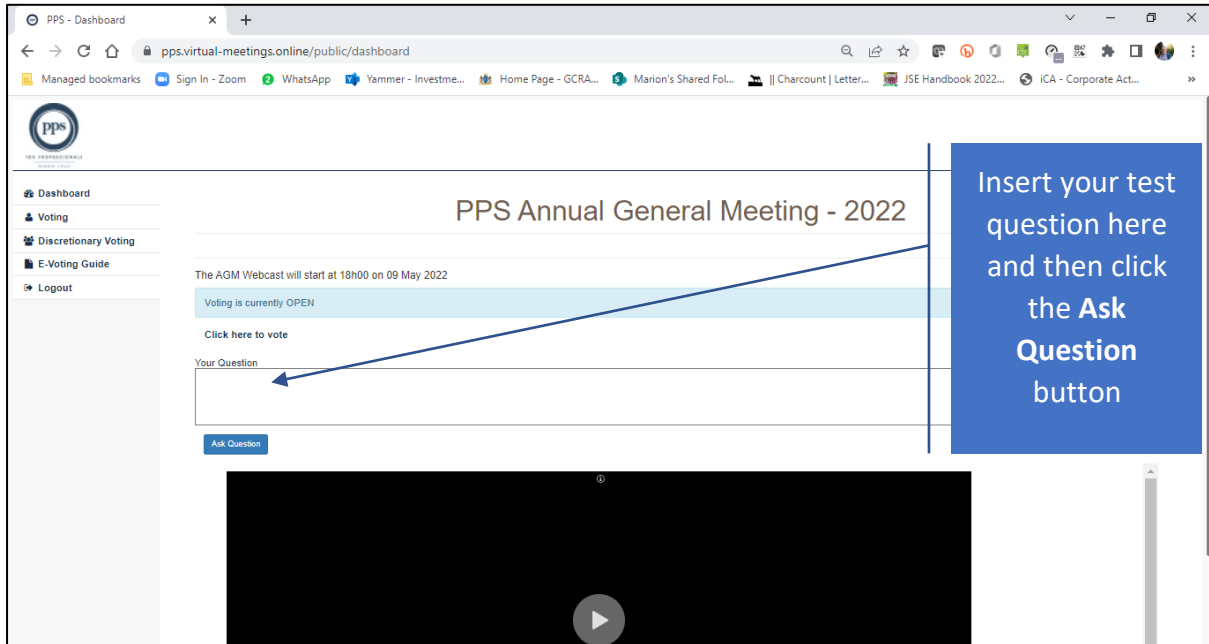 PPS - Dashboard
pps.virtual-meetings.online/public/dashboard
Managed bookmarks Sign In - Zoom WhatsApp Yammer - Investme... Home Page - GCRA... Marion's Shared Fol... || Charcount | Letter... JSE Handbook 2022... iCA - Corporate Act... »
pps
FOR PROFESSIONALS
Dashboard
Voting
Discretionary Voting
E-Voting Guide
Logout
PPS Annual General Meeting - 2022
The AGM Webcast will start at 18h00 on 09 May 2022
Voting is currently OPEN
Click here to vote
Your Question
Ask Question
Insert your test
question here
and then click
the Ask
Question
button